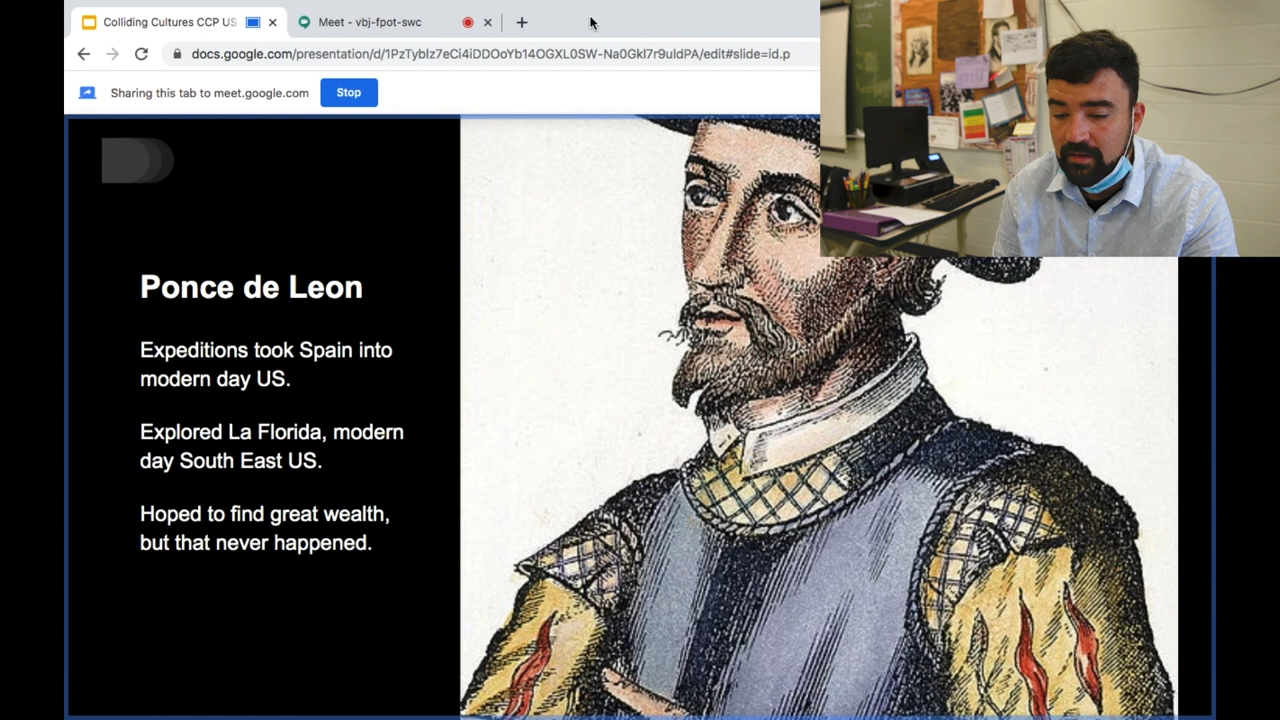 Colliding Cultures CCP US
Meet - vbj-fpot-swc
docs.google.com/presentation/d/1PzTybIz7eCi4iDDOoYb14OGXL0SW-Na0GkI7r9uIdPA/edit#slide=id.p
Sharing this tab to meet.google.com
Stop
Ponce de Leon
Expeditions took Spain into
modern day US.
Explored La Florida, modern
day South East US.
Hoped to find great wealth,
but that never happened.